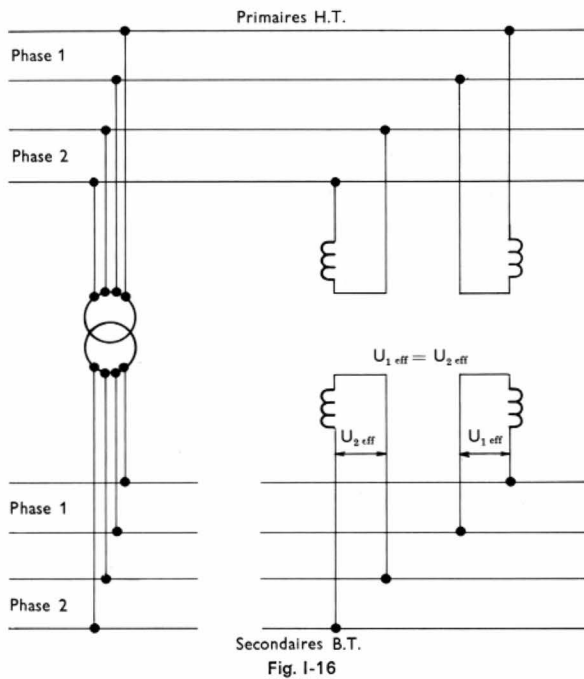 Primaires H.T.
Phase 1
Phase 2
U₁ eff = U₂ eff
U₂ eff
U₁ eff
Phase 1
Phase 2
Secondaires B.T.
Fig. I-16